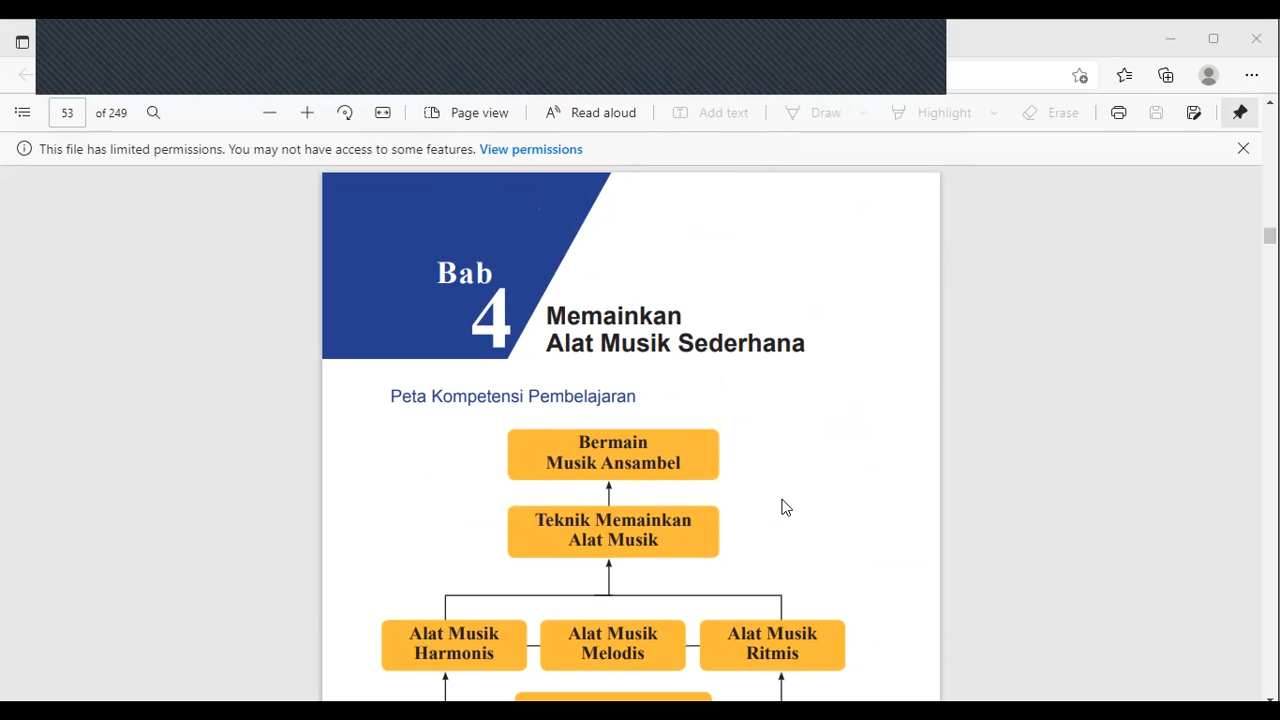 53 of 249
Page view
Read aloud
Add text
Draw
Highlight
Erase
This file has limited permissions. You may not have access to some features. View permissions
Bab
4
Memainkan
Alat Musik Sederhana
Peta Kompetensi Pembelajaran
Bermain
Musik Ansambel
Teknik Memainkan
Alat Musik
Alat Musik
Harmonis
Alat Musik
Melodis
Alat Musik
Ritmis